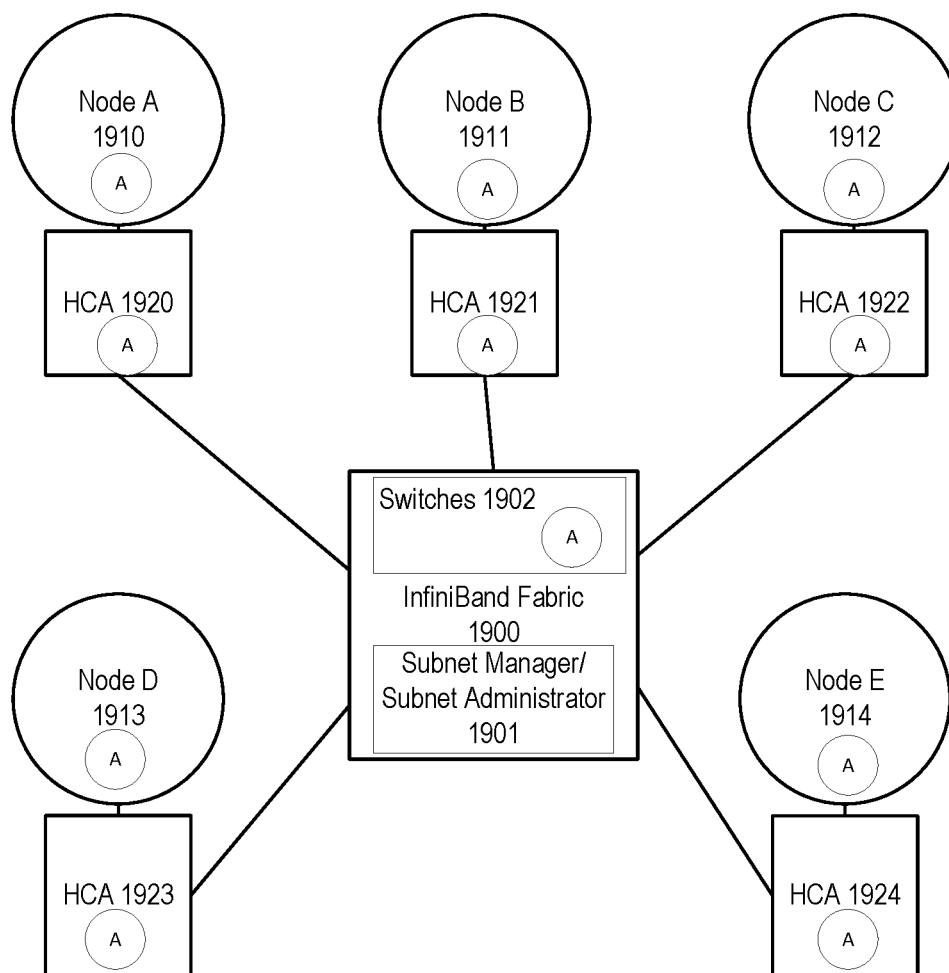 Node A
1910
A
Node B
1911
A
Node C
1912
A
HCA 1920
A
HCA 1921
A
HCA 1922
A
Switches 1902
A
InfiniBand Fabric
1900
Subnet Manager/
Subnet Administrator
1901
Node D
1913
A
Node E
1914
A
HCA 1923
A
HCA 1924
A